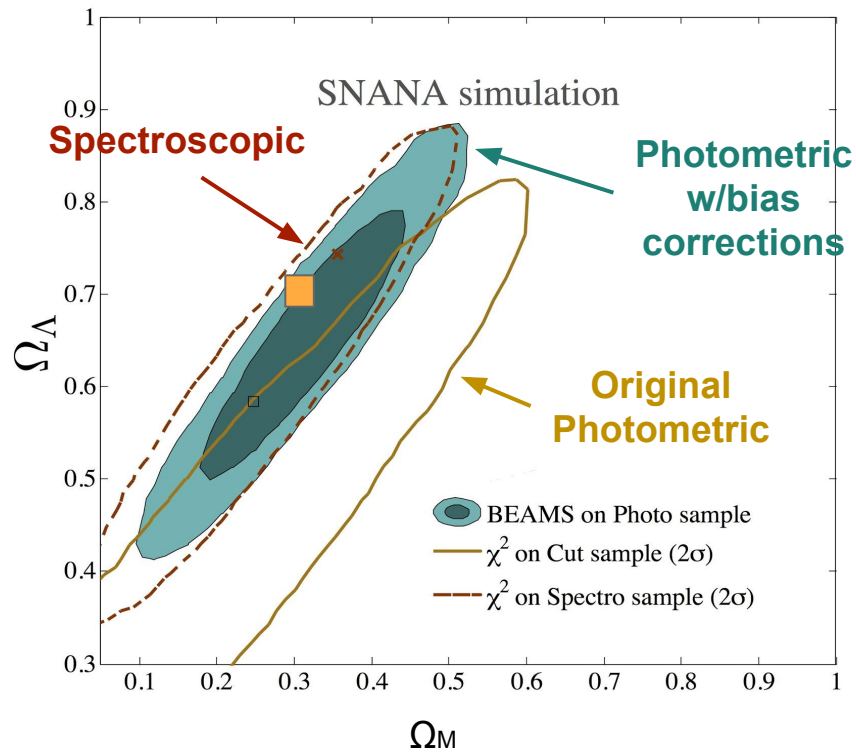 SNANA simulation
Spectroscopic
Photometric
w/bias
corrections
Original
Photometric
BEAMS on Photo sample
χ² on Cut sample (2σ)
χ² on Spectro sample (2σ)
Ω_Λ
1
0.9
0.8
0.7
0.6
0.5
0.4
0.3
0.1 0.2 0.3 0.4 0.5 0.6 0.7 0.8 0.9 1
Ω_M